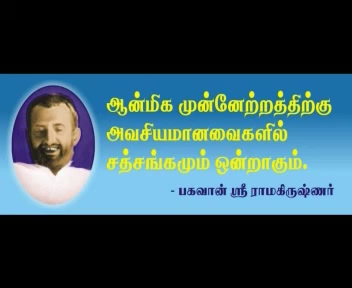 ஆன்மிக முன்னேற்றத்திற்கு
அவசியமானவைகளில்
சத்சங்கமும் ஒன்றாகும்.
- பகவான் ஸ்ரீ ராமகிருஷ்ணர்